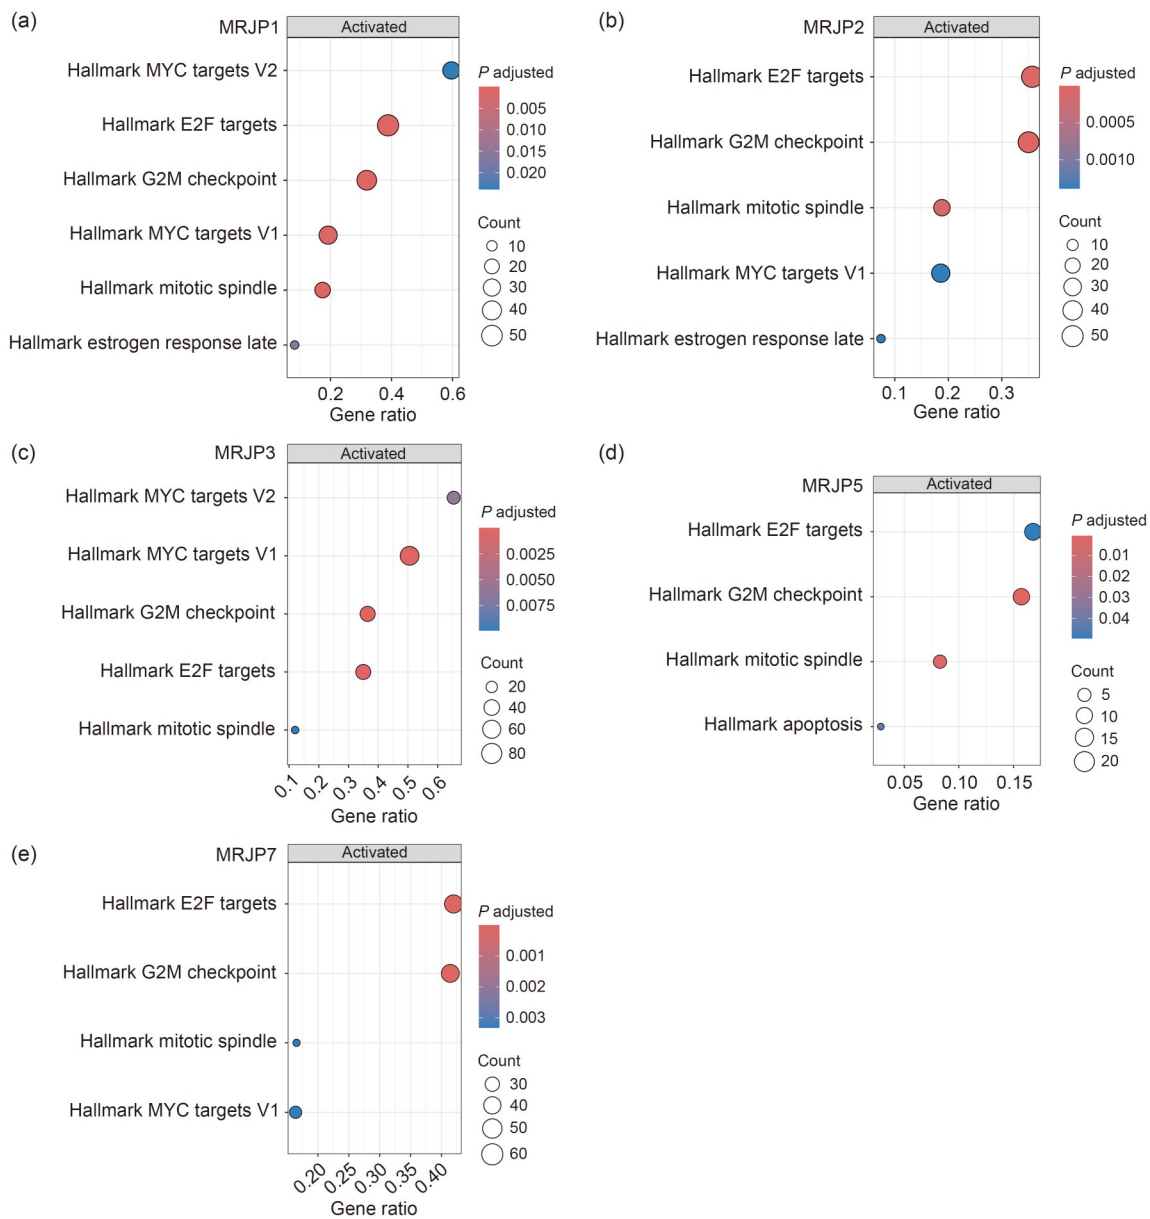 (a)
MRJP1
Activated
Hallmark MYC targets V2
Hallmark E2F targets
Hallmark G2M checkpoint
Hallmark MYC targets V1
Hallmark mitotic spindle
Hallmark estrogen response late
0.2 0.4 0.6
Gene ratio
P adjusted
0.005
0.010
0.015
0.020
Count
10
20
30
40
50
(b)
MRJP2
Activated
Hallmark E2F targets
Hallmark G2M checkpoint
Hallmark mitotic spindle
Hallmark MYC targets V1
Hallmark estrogen response late
0.1 0.2 0.3
Gene ratio
P adjusted
0.0005
0.0010
Count
10
20
30
40
50
(c)
MRJP3
Activated
Hallmark MYC targets V2
Hallmark MYC targets V1
Hallmark G2M checkpoint
Hallmark E2F targets
Hallmark mitotic spindle
0.1 0.2 0.3 0.4 0.5 0.6
Gene ratio
P adjusted
0.0025
0.0050
0.0075
Count
20
40
60
80
(d)
MRJP5
Activated
Hallmark E2F targets
Hallmark G2M checkpoint
Hallmark mitotic spindle
Hallmark apoptosis
0.05 0.10 0.15
Gene ratio
P adjusted
0.01
0.02
0.03
0.04
Count
5
10
15
20
(e)
MRJP7
Activated
Hallmark E2F targets
Hallmark G2M checkpoint
Hallmark mitotic spindle
Hallmark MYC targets V1
0.20 0.25 0.30 0.35 0.40
Gene ratio
P adjusted
0.001
0.002
0.003
Count
30
40
50
60